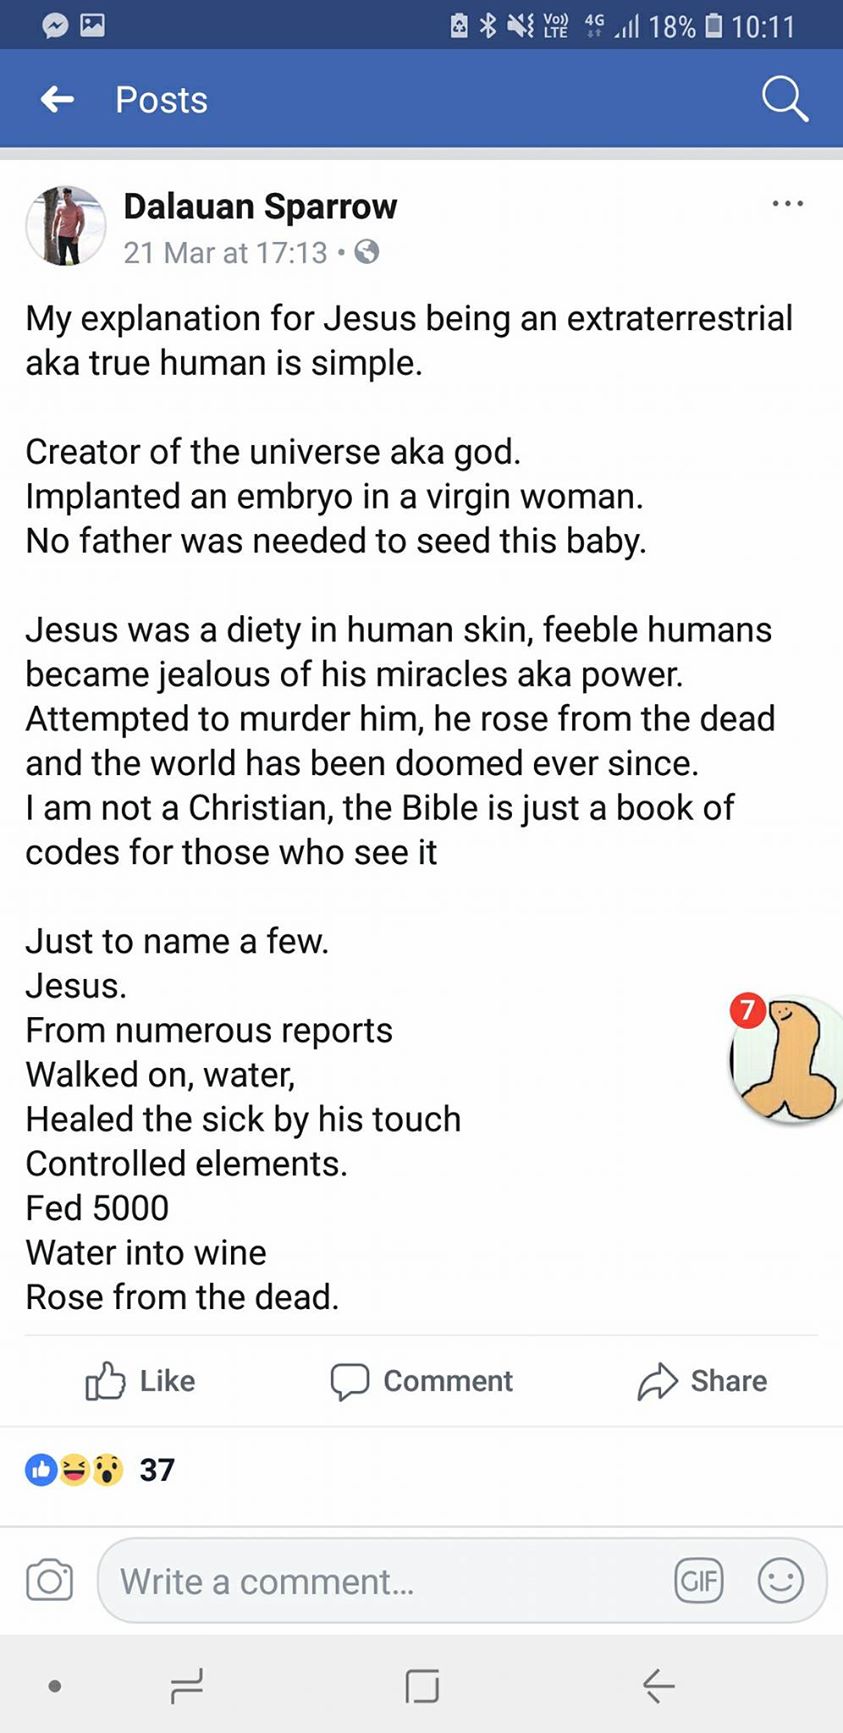 Vo)) LTE 4G 18% 10:11
Posts
Dalauan Sparrow
21 Mar at 17:13 •
My explanation for Jesus being an extraterrestrial
aka true human is simple.
Creator of the universe aka god.
Implanted an embryo in a virgin woman.
No father was needed to seed this baby.
Jesus was a diety in human skin, feeble humans
became jealous of his miracles aka power.
Attempted to murder him, he rose from the dead
and the world has been doomed ever since.
I am not a Christian, the Bible is just a book of
codes for those who see it
Just to name a few.
Jesus.
From numerous reports
Walked on, water,
Healed the sick by his touch
Controlled elements.
Fed 5000
Water into wine
Rose from the dead.
7
Like Comment Share
37
Write a comment... GIF